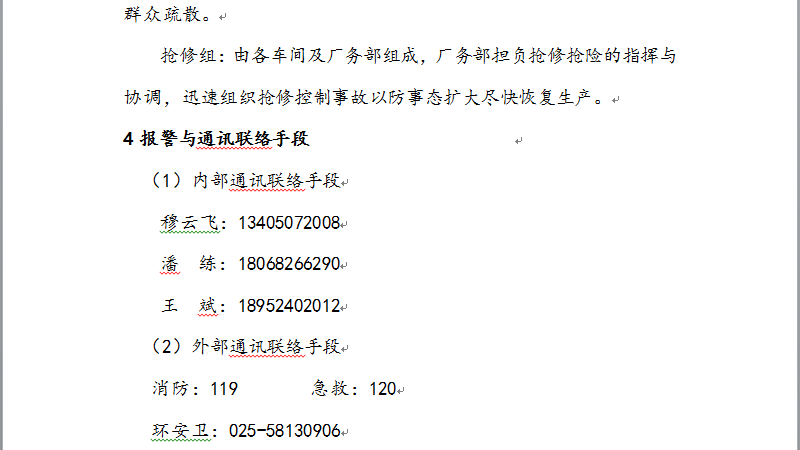 群众疏散。
抢修组：由各车间及厂务部组成，厂务部担负抢修抢险的指挥与
协调，迅速组织抢修控制事故以防事态扩大尽快恢复生产。
4 报警与通讯联络手段
（1）内部通讯联络手段
穆云飞：13405072008
潘　练：18068266290
王　斌：18952402012
（2）外部通讯联络手段
消防：119　　　　急救：120
环安卫：025-58130906